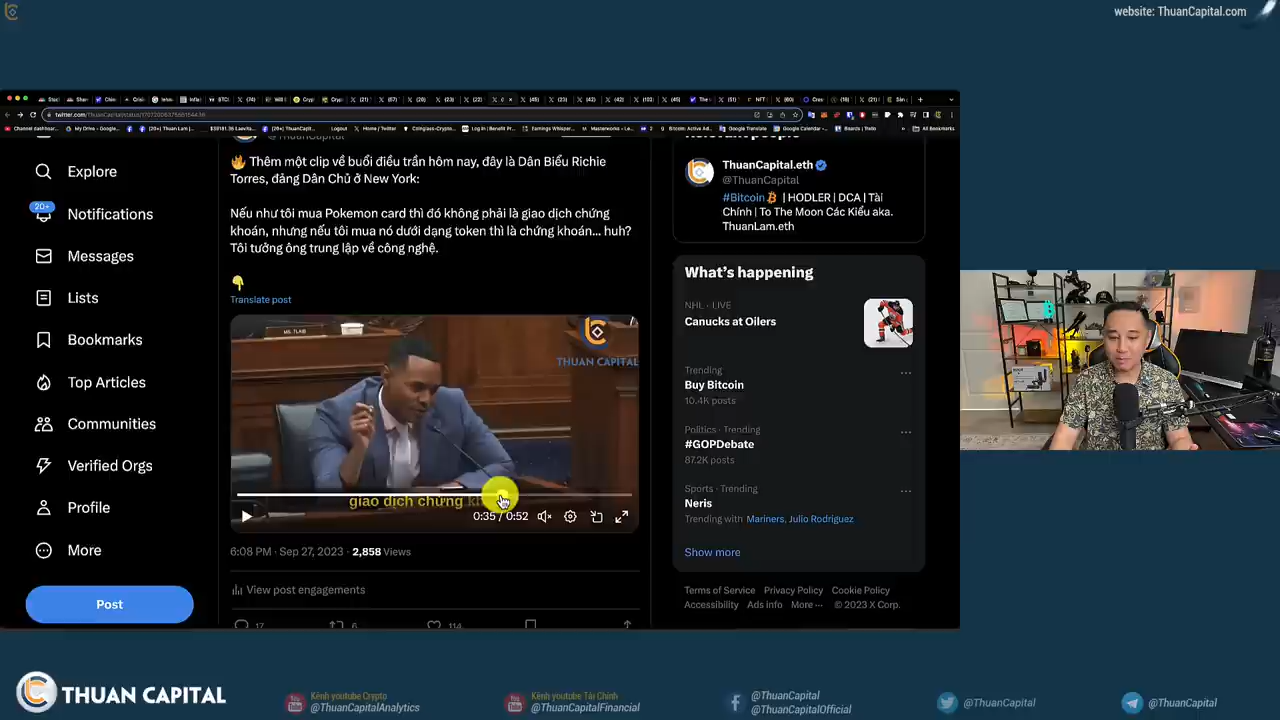 website: ThuanCapital.com
Explore
Notifications
20+
Messages
Lists
Bookmarks
Top Articles
Communities
Verified Orgs
Profile
More
Post
🔥 Thêm một clip về buổi điều trần hôm nay, đây là Dân Biểu Richie
Torres, đảng Dân Chủ ở New York:
Nếu như tôi mua Pokemon card thì đó không phải là giao dịch chứng
khoán, nhưng nếu tôi mua nó dưới dạng token thì là chứng khoán... huh?
Tôi tưởng ông trung lập về công nghệ.
👇
Translate post
THUAN CAPITAL
giao dịch chứng
0:35 / 0:52
6:08 PM · Sep 27, 2023 · 2,858 Views
View post engagements
17
6
114
ThuanCapital.eth
@ThuanCapital
#Bitcoin | HODLER | DCA | Tài
Chính | To The Moon Các Kiểu aka.
ThuanLam.eth
What's happening
NHL · LIVE
Canucks at Oilers
Trending
Buy Bitcoin
10.4K posts
Politics · Trending
#GOPDebate
87.2K posts
Sports · Trending
Neris
Trending with Mariners, Julio Rodriguez
Show more
Terms of Service Privacy Policy Cookie Policy
Accessibility Ads info More ··· © 2023 X Corp.
THUAN CAPITAL
Kênh youtube Crypto
@ThuanCapitalAnalytics
Kênh youtube Tài Chính
@ThuanCapitalFinancial
@ThuanCapital
@ThuanCapitalOfficial
@ThuanCapital
@ThuanCapital